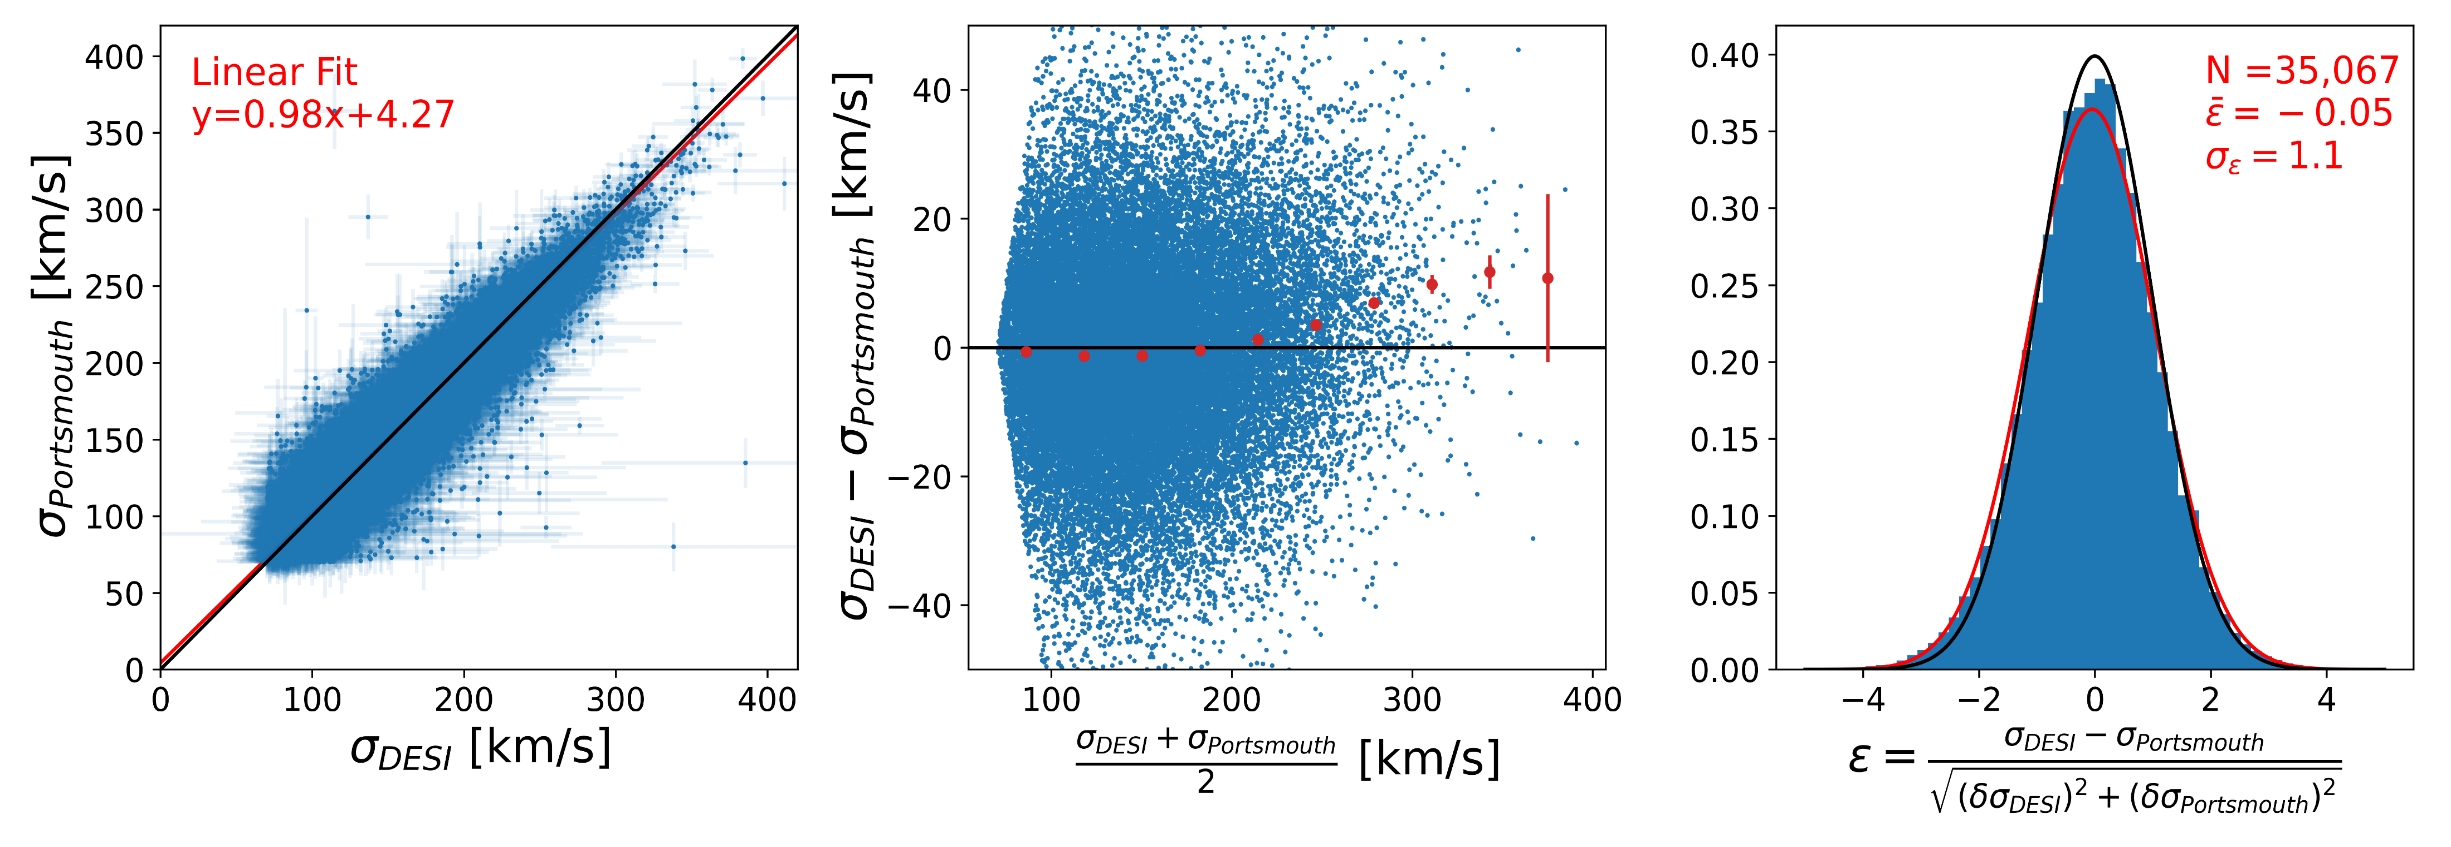 400
350
300
250
200
150
100
50
0
σPortsmouth [km/s]
Linear Fit
y=0.98x+4.27
0 100 200 300 400
σDESI [km/s]
40
20
0
−20
−40
σDESI − σPortsmouth [km/s]
100 200 300 400
σDESI + σPortsmouth
2
[km/s]
0.40
0.35
0.30
0.25
0.20
0.15
0.10
0.05
0.00
N =35,067
ε̄ = −0.05
σε = 1.1
−4 −2 0 2 4
ε =
σDESI − σPortsmouth
√(δσDESI)² + (δσPortsmouth)²